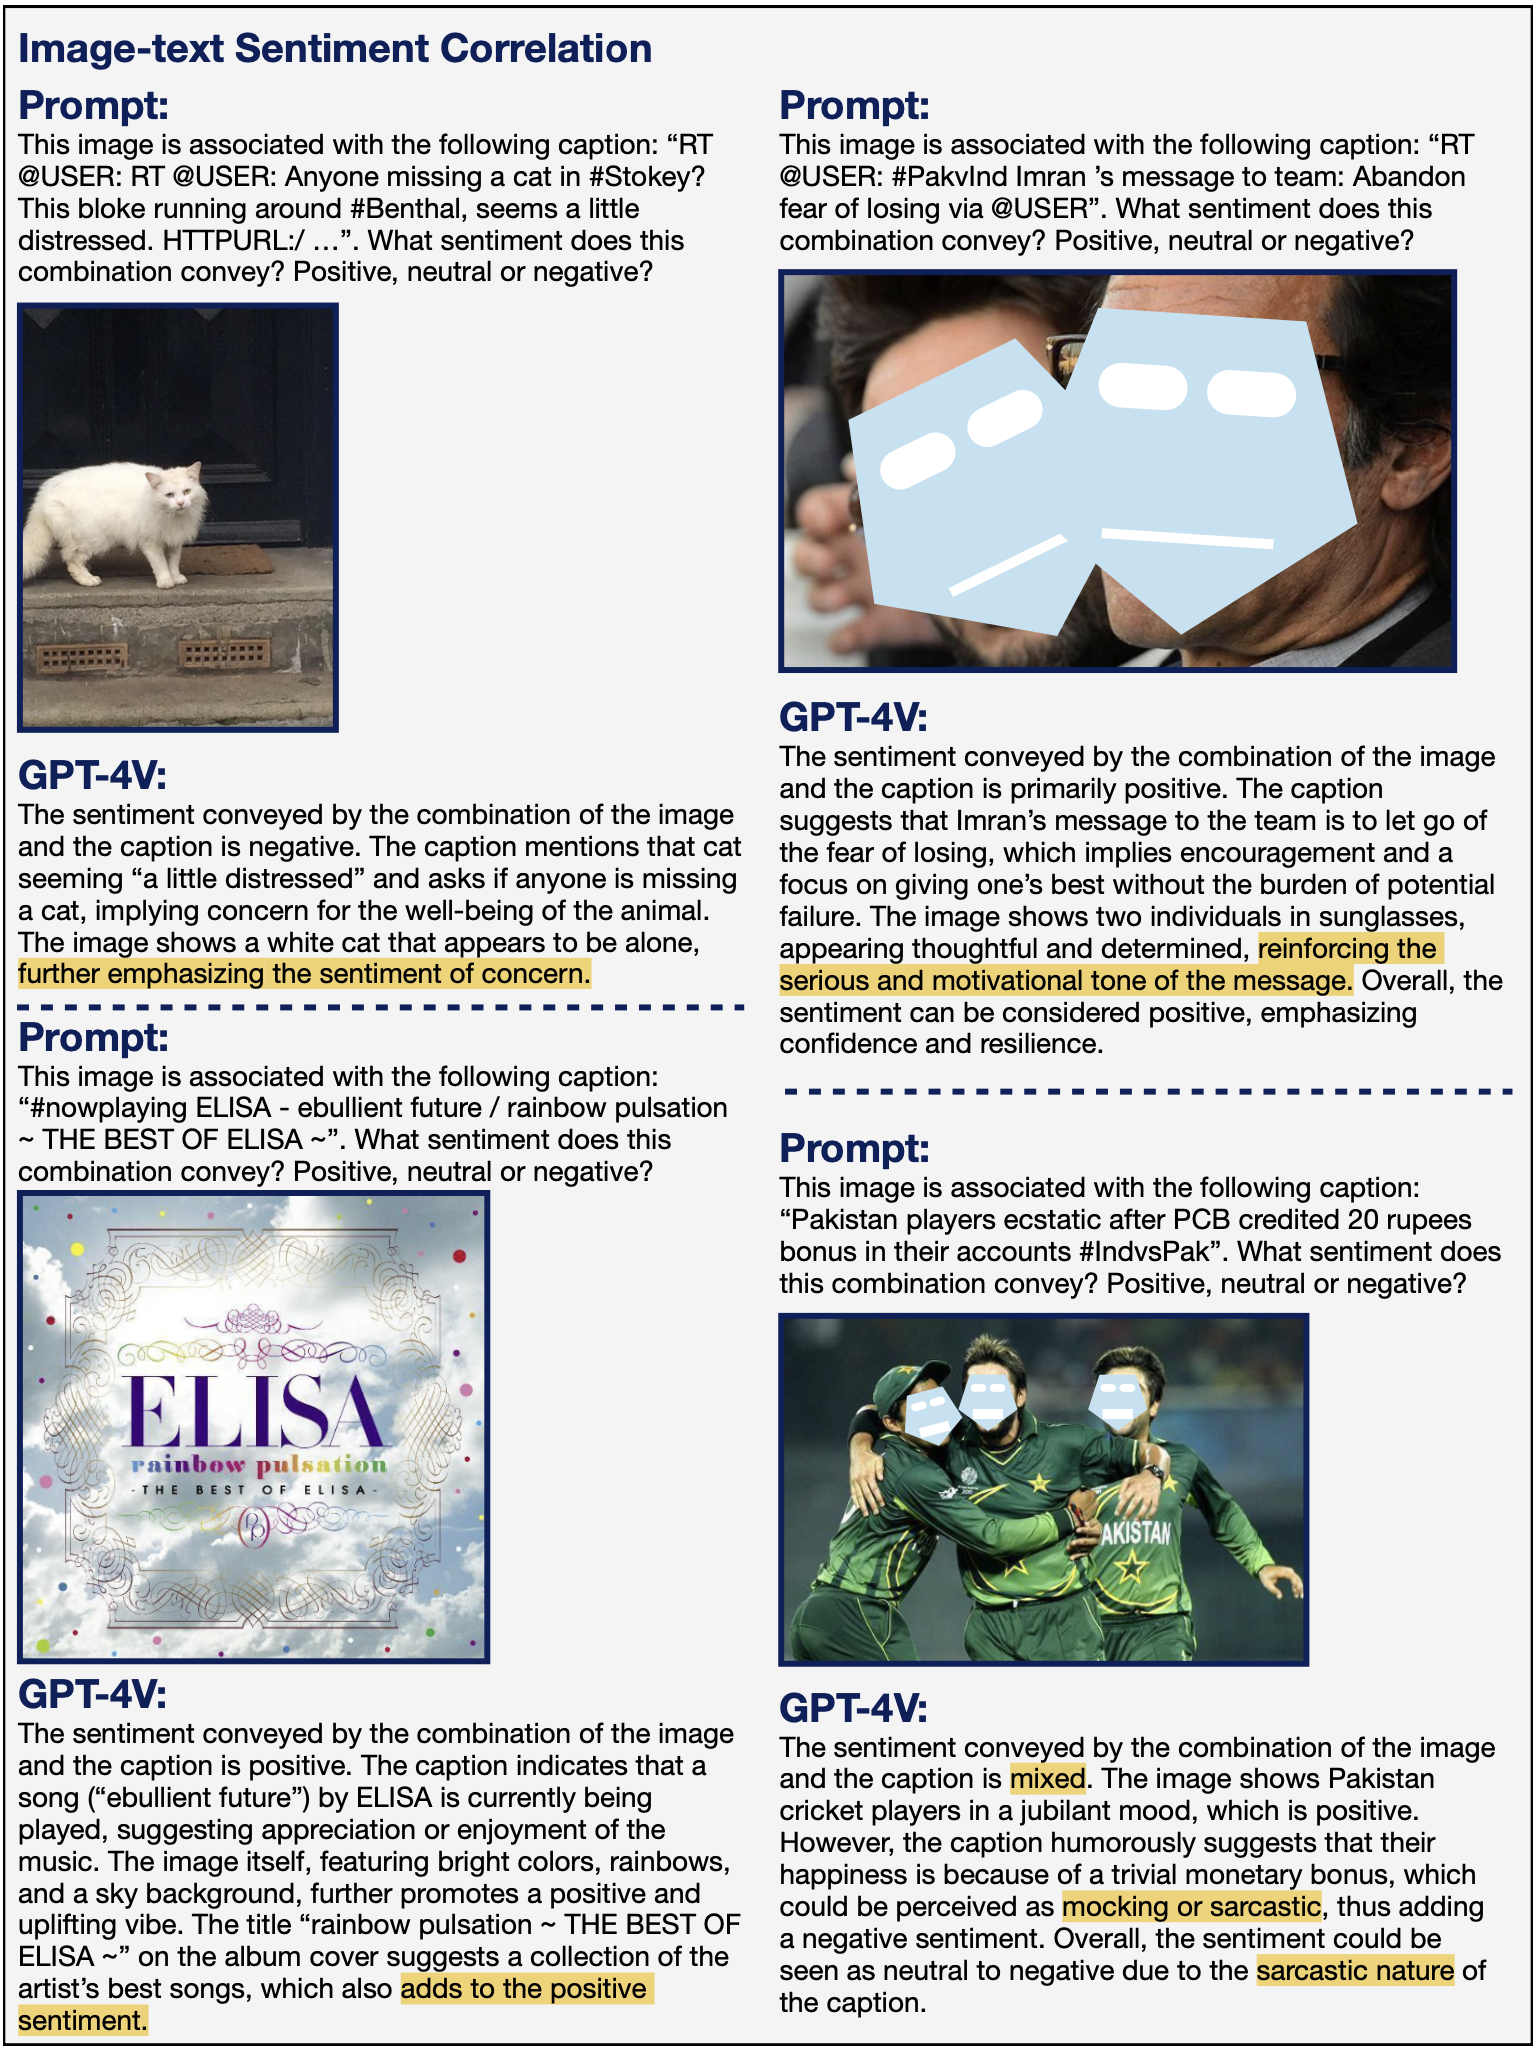 Image-text Sentiment Correlation
Prompt:
This image is associated with the following caption: “RT
@USER: RT @USER: Anyone missing a cat in #Stokey?
This bloke running around #Benthal, seems a little
distressed. HTTPURL:/ …”. What sentiment does this
combination convey? Positive, neutral or negative?
GPT-4V:
The sentiment conveyed by the combination of the image
and the caption is negative. The caption mentions that cat
seeming “a little distressed” and asks if anyone is missing
a cat, implying concern for the well-being of the animal.
The image shows a white cat that appears to be alone,
further emphasizing the sentiment of concern.
Prompt:
This image is associated with the following caption:
“#nowplaying ELISA - ebullient future / rainbow pulsation
~ THE BEST OF ELISA ~”. What sentiment does this
combination convey? Positive, neutral or negative?
ELISA
rainbow pulsation
-THE BEST OF ELISA-
GPT-4V:
The sentiment conveyed by the combination of the image
and the caption is positive. The caption indicates that a
song (“ebullient future”) by ELISA is currently being
played, suggesting appreciation or enjoyment of the
music. The image itself, featuring bright colors, rainbows,
and a sky background, further promotes a positive and
uplifting vibe. The title “rainbow pulsation ~ THE BEST OF
ELISA ~” on the album cover suggests a collection of the
artist’s best songs, which also adds to the positive
sentiment.
Prompt:
This image is associated with the following caption: “RT
@USER: #PakvInd Imran ’s message to team: Abandon
fear of losing via @USER”. What sentiment does this
combination convey? Positive, neutral or negative?
GPT-4V:
The sentiment conveyed by the combination of the image
and the caption is primarily positive. The caption
suggests that Imran’s message to the team is to let go of
the fear of losing, which implies encouragement and a
focus on giving one’s best without the burden of potential
failure. The image shows two individuals in sunglasses,
appearing thoughtful and determined, reinforcing the
serious and motivational tone of the message. Overall, the
sentiment can be considered positive, emphasizing
confidence and resilience.
Prompt:
This image is associated with the following caption:
“Pakistan players ecstatic after PCB credited 20 rupees
bonus in their accounts #IndvsPak”. What sentiment does
this combination convey? Positive, neutral or negative?
AKISTAN
GPT-4V:
The sentiment conveyed by the combination of the image
and the caption is mixed. The image shows Pakistan
cricket players in a jubilant mood, which is positive.
However, the caption humorously suggests that their
happiness is because of a trivial monetary bonus, which
could be perceived as mocking or sarcastic, thus adding
a negative sentiment. Overall, the sentiment could be
seen as neutral to negative due to the sarcastic nature of
the caption.